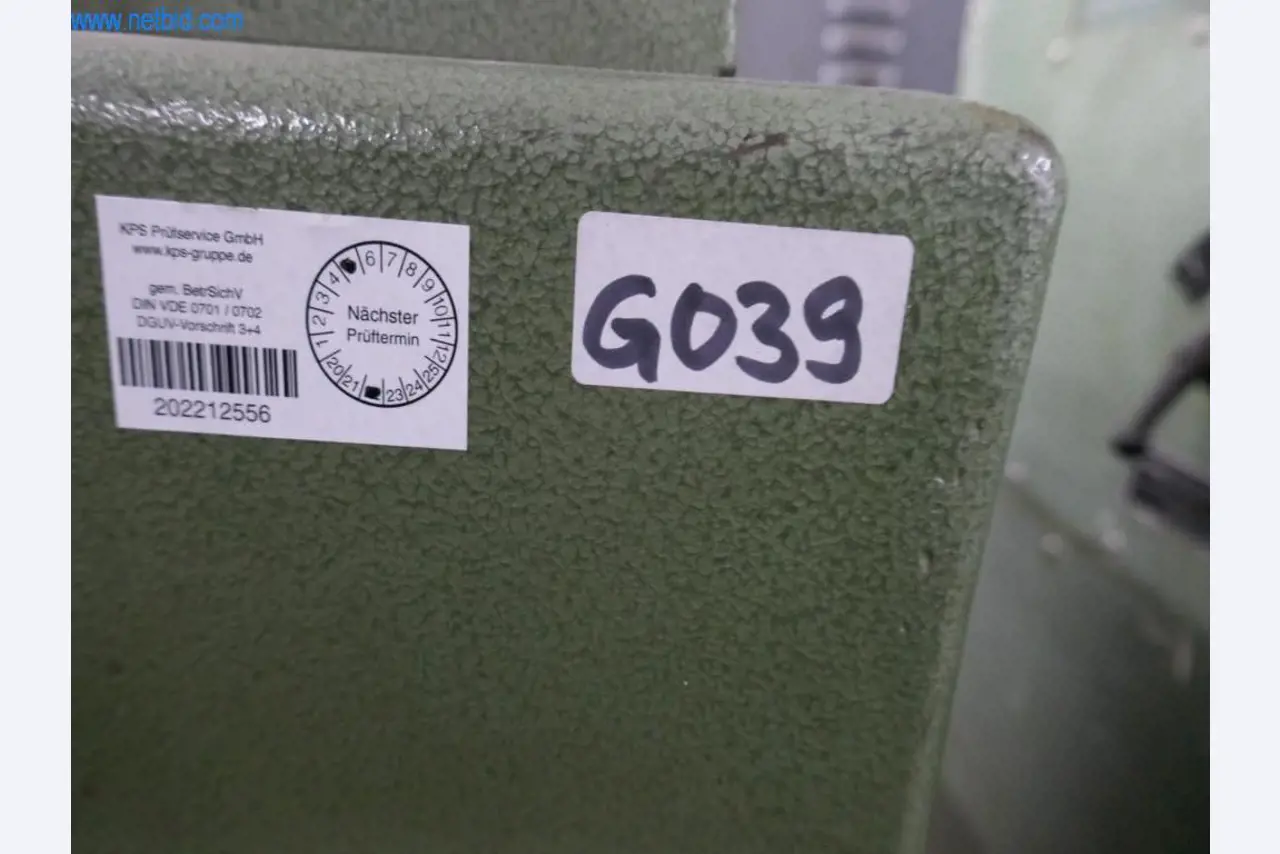 www.netbid.com
KPS Prüfservice GmbH
www.kps-gruppe.de
gem. BetrSichV
DIN VDE 0701 / 0702
DGUV-Vorschrift 3+4
202212556
1 2 3 4 6 7 8 9 10 11 12
Nächster
Prüftermin
20 21 23 24 25
G039